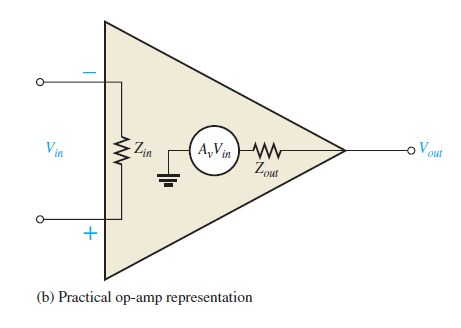 −
V_in
Z_in
A_vV_in
Z_out
V_out
+
(b) Practical op-amp representation